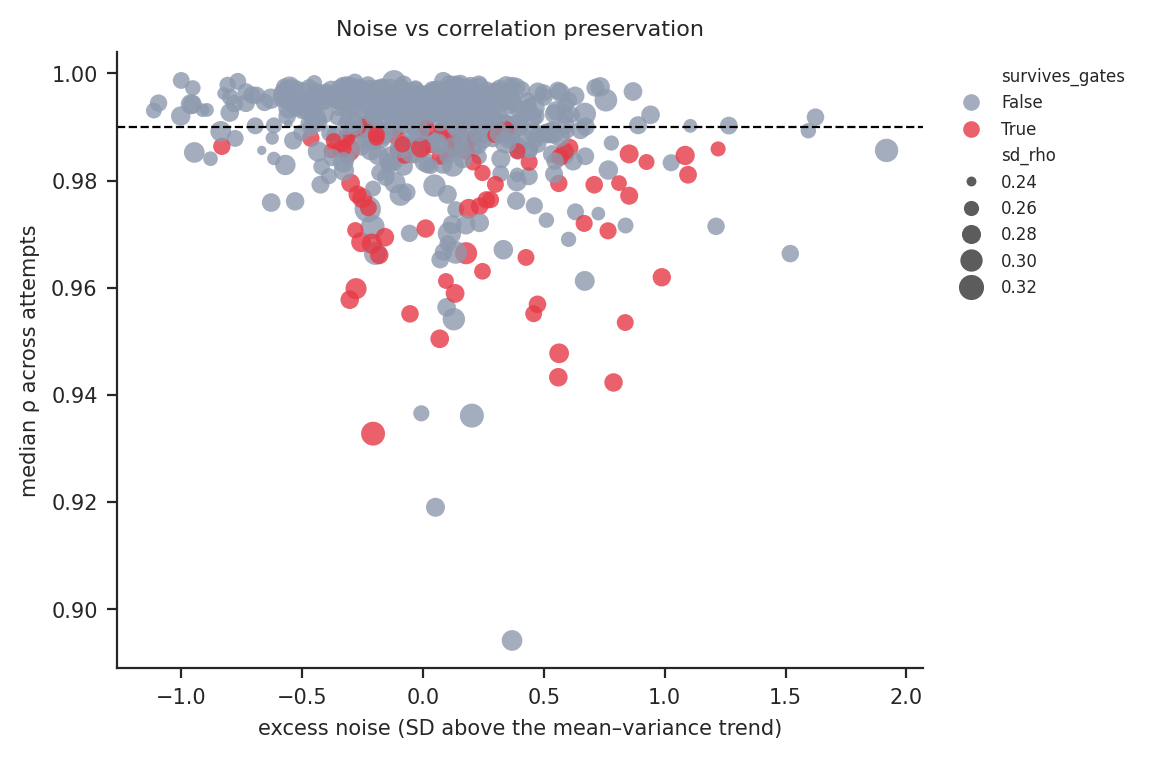 Noise vs correlation preservation
median ρ across attempts
1.00
0.98
0.96
0.94
0.92
0.90
−1.0
−0.5
0.0
0.5
1.0
1.5
2.0
excess noise (SD above the mean–variance trend)
survives_gates
False
True
sd_rho
0.24
0.26
0.28
0.30
0.32